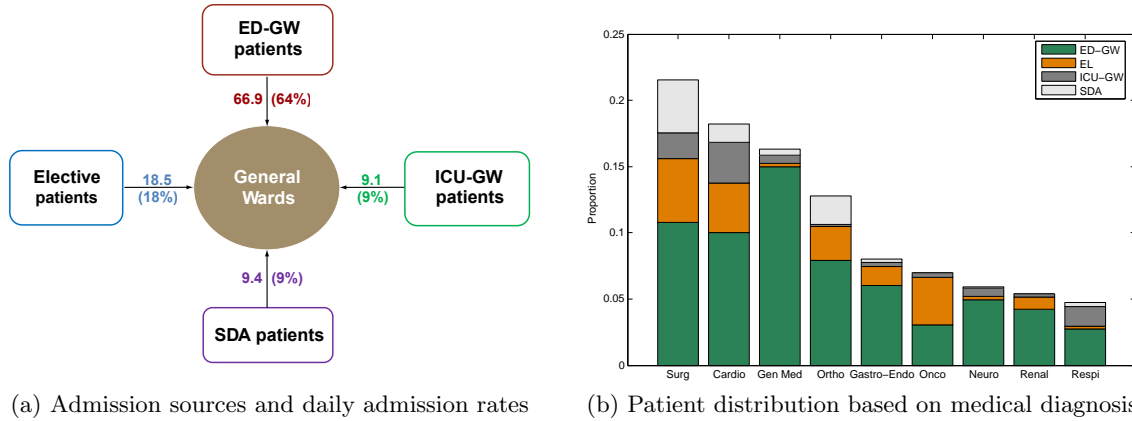 ED-GW
patients
66.9 (64%)
Elective
patients
18.5
(18%)
General
Wards
9.1
(9%)
ICU-GW
patients
9.4 (9%)
SDA patients
(a) Admission sources and daily admission rates
0.25
0.2
0.15
0.1
0.05
0
Proportion
ED−GW
EL
ICU−GW
SDA
Surg Cardio Gen Med Ortho Gastro−Endo Onco Neuro Renal Respi
(b) Patient distribution based on medical diagnosis